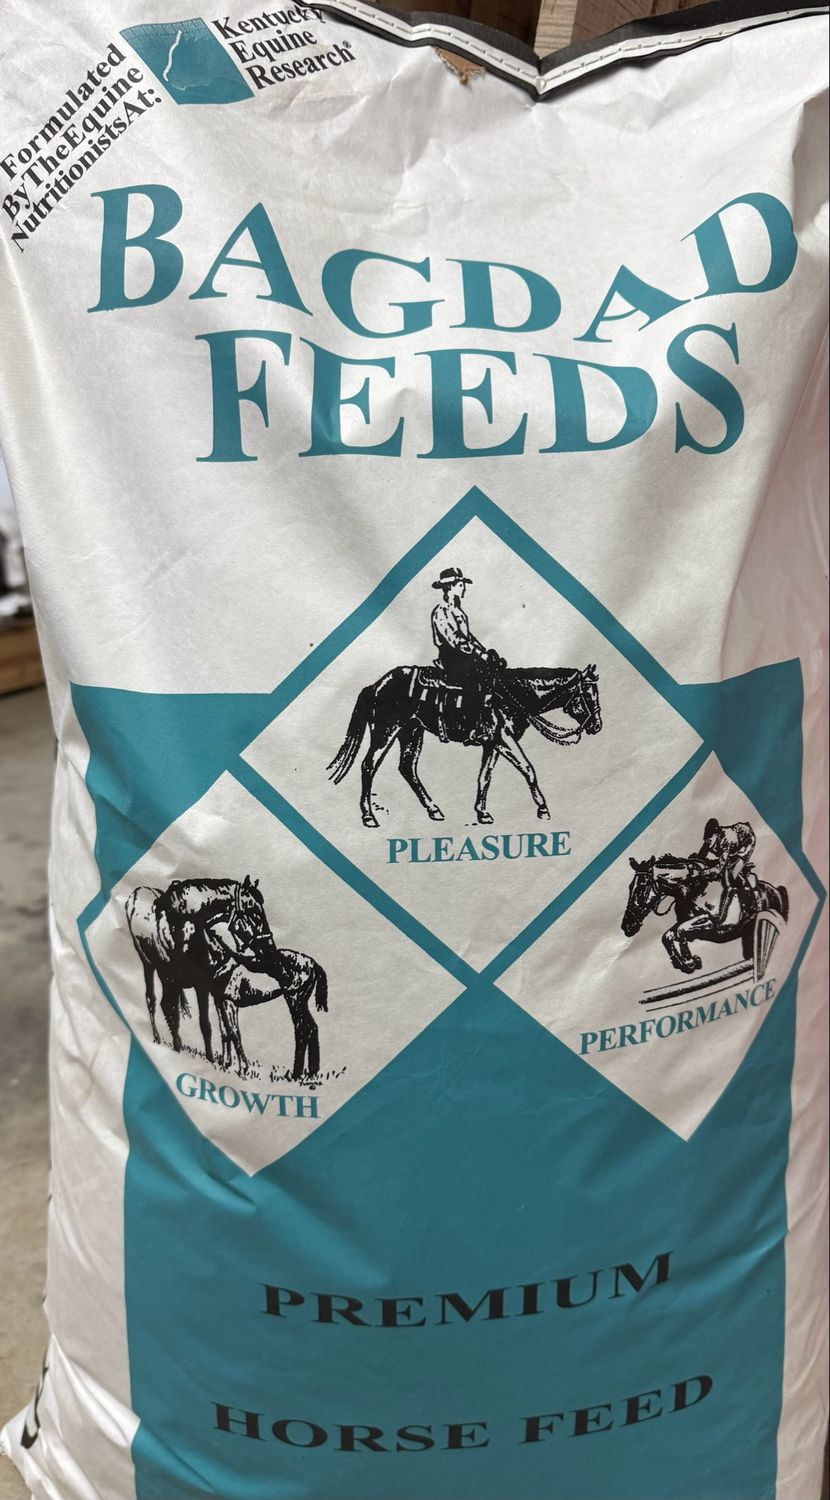 Formulated
By The Equine
Nutritionists At:
Kentucky
Equine
Research®
BAGDAD
FEEDS
PLEASURE
GROWTH
PERFORMANCE
PREMIUM
HORSE FEED